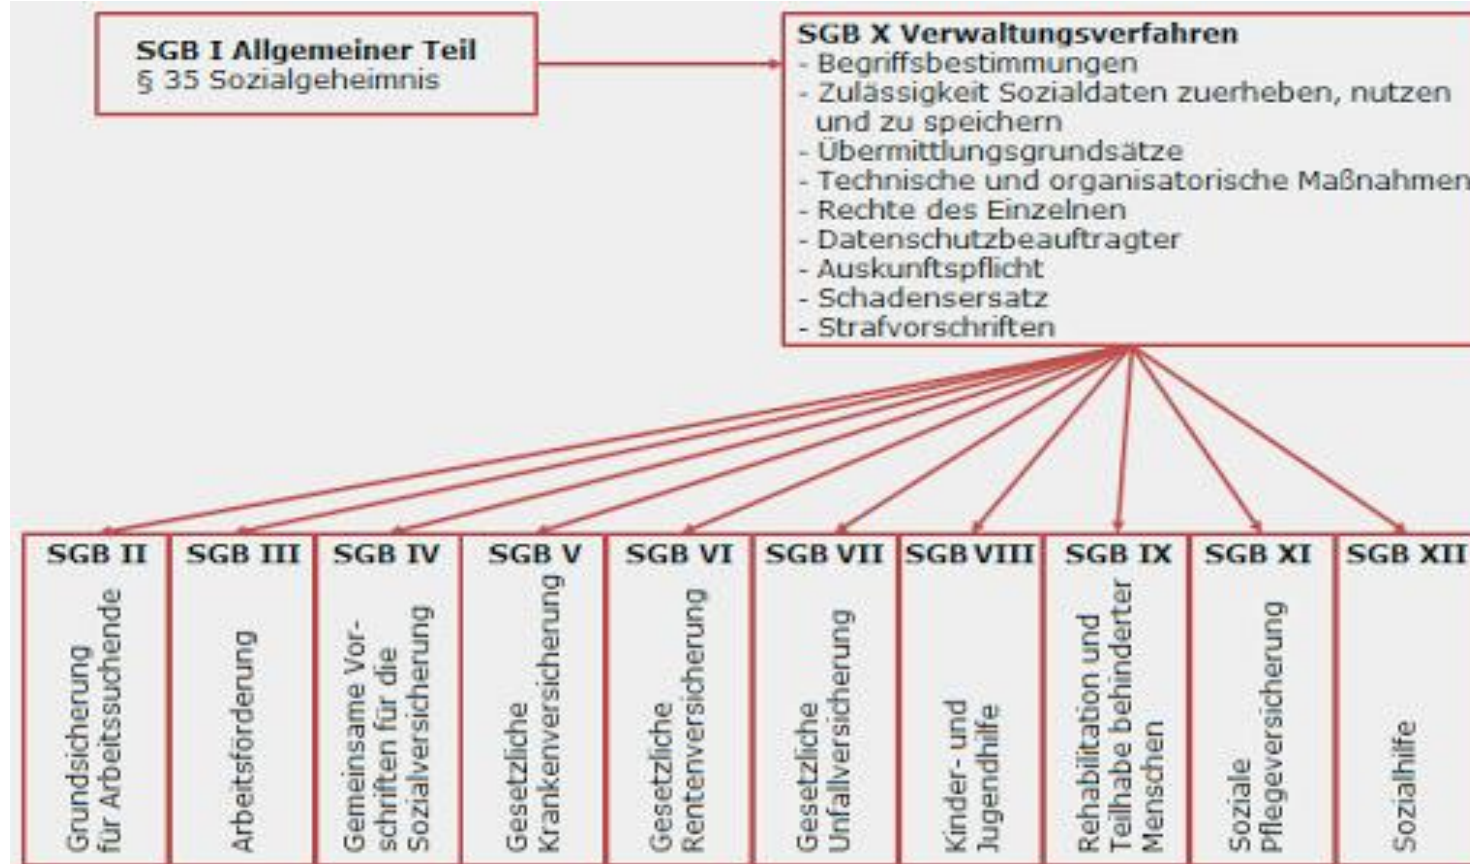 SGB I Allgemeiner Teil
§ 35 Sozialgeheimnis
SGB X Verwaltungsverfahren
- Begriffsbestimmungen
- Zulässigkeit Sozialdaten zuerheben, nutzen
und zu speichern
- Übermittlungsgrundsätze
- Technische und organisatorische Maßnahmen
- Rechte des Einzelnen
- Datenschutzbeauftragter
- Auskunftspflicht
- Schadensersatz
- Strafvorschriften
SGB II
Grundsicherung
für Arbeitssuchende
SGB III
Arbeitsförderung
SGB IV
Gemeinsame Vor-
schriften für die
Sozialversicherung
SGB V
Gesetzliche
Krankenversicherung
SGB VI
Gesetzliche
Rentenversicherung
SGB VII
Gesetzliche
Unfallversicherung
SGB VIII
Kinder- und
Jugendhilfe
SGB IX
Rehabilitation und
Teilhabe behinderter
Menschen
SGB XI
Soziale
Pflegeversicherung
SGB XII
Sozialhilfe